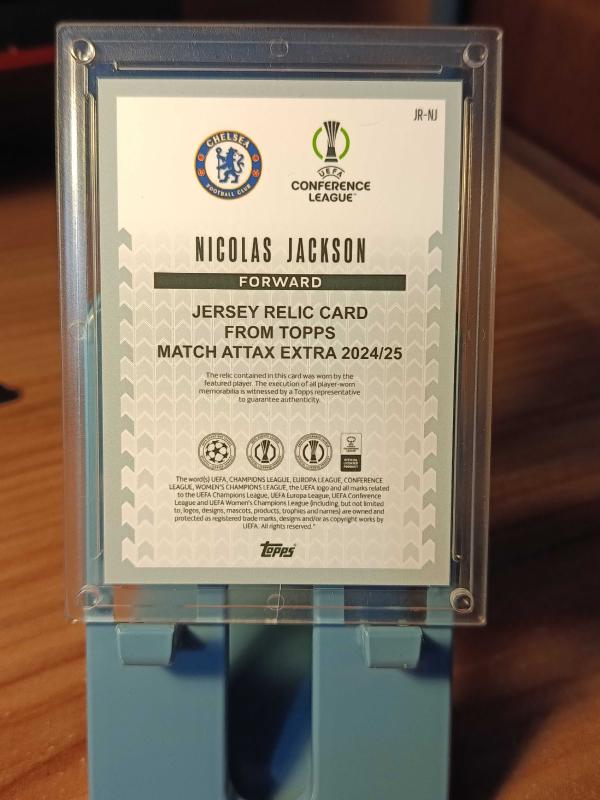 JR-NJ
CHELSEA
FOOTBALL CLUB
UEFA
CONFERENCE
LEAGUE™
NICOLAS JACKSON
FORWARD
JERSEY RELIC CARD
FROM TOPPS
MATCH ATTAX EXTRA 2024/25
The relic contained in this card was worn by the
featured player. The execution of all player-worn
memorabilia is witnessed by a Topps representative
to guarantee authenticity.
The word(s) UEFA, CHAMPIONS LEAGUE, EUROPA LEAGUE, CONFERENCE
LEAGUE, WOMEN'S CHAMPIONS LEAGUE, the UEFA logo and all marks related
to the UEFA Champions League, UEFA Europa League, UEFA Conference
League and UEFA Women's Champions League (including, but not limited
to, logos, designs, mascots, products, trophies and names) are owned and
protected as registered trade marks, designs and/or as copyright works by
UEFA. All rights reserved."
Topps